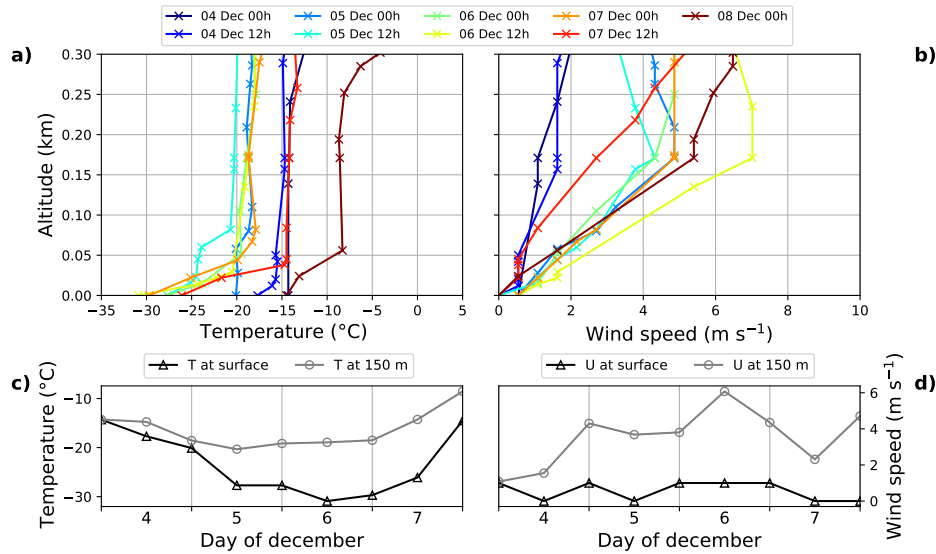 04 Dec 00h 05 Dec 00h 06 Dec 00h 07 Dec 00h 08 Dec 00h
04 Dec 12h 05 Dec 12h 06 Dec 12h 07 Dec 12h
a) b)
Altitude (km)
0.30
0.25
0.20
0.15
0.10
0.05
0.00
−35 −30 −25 −20 −15 −10 −5 0 5
Temperature (°C)
0 2 4 6 8 10
Wind speed (m s⁻¹)
c) T at surface T at 150 m
Temperature (°C)
−10
−20
−30
4 5 6 7
Day of december
U at surface U at 150 m d)
Wind speed (m s⁻¹)
6
4
2
0
4 5 6 7
Day of december